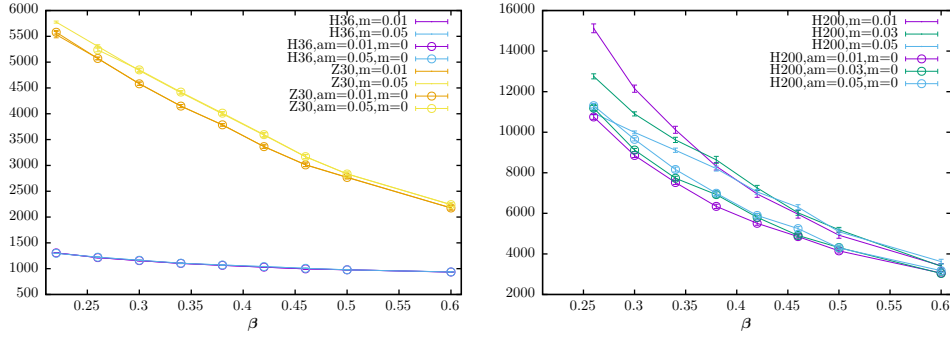 6000
5500
5000
4500
4000
3500
3000
2500
2000
1500
1000
500
0.25
0.3
0.35
0.4
0.45
0.5
0.55
0.6
β
H36,m=0.01
H36,m=0.05
H36,am=0.01,m=0
H36,am=0.05,m=0
Z30,m=0.01
Z30,m=0.05
Z30,am=0.01,m=0
Z30,am=0.05,m=0
16000
14000
12000
10000
8000
6000
4000
2000
0.25
0.3
0.35
0.4
0.45
0.5
0.55
0.6
β
H200,m=0.01
H200,m=0.03
H200,m=0.05
H200,am=0.01,m=0
H200,am=0.03,m=0
H200,am=0.05,m=0